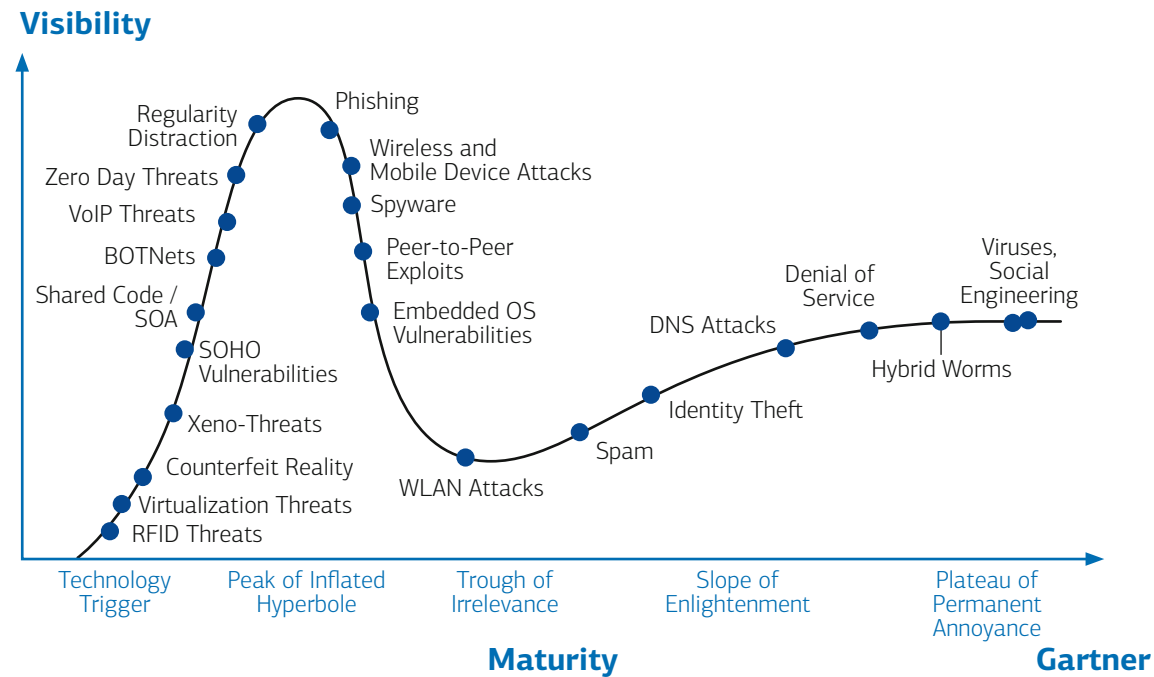 Visibility
Regularity
Distraction
Phishing
Wireless and
Mobile Device Attacks
Zero Day Threats
Spyware
VoIP Threats
BOTNets
Peer-to-Peer
Exploits
Shared Code /
SOA
Embedded OS
Vulnerabilities
SOHO
Vulnerabilities
Xeno-Threats
Counterfeit Reality
Virtualization Threats
RFID Threats
WLAN Attacks
Spam
Identity Theft
DNS Attacks
Denial of
Service
Hybrid Worms
Viruses,
Social
Engineering
Technology
Trigger
Peak of Inflated
Hyperbole
Trough of
Irrelevance
Slope of
Enlightenment
Plateau of
Permanent
Annoyance
Maturity
Gartner